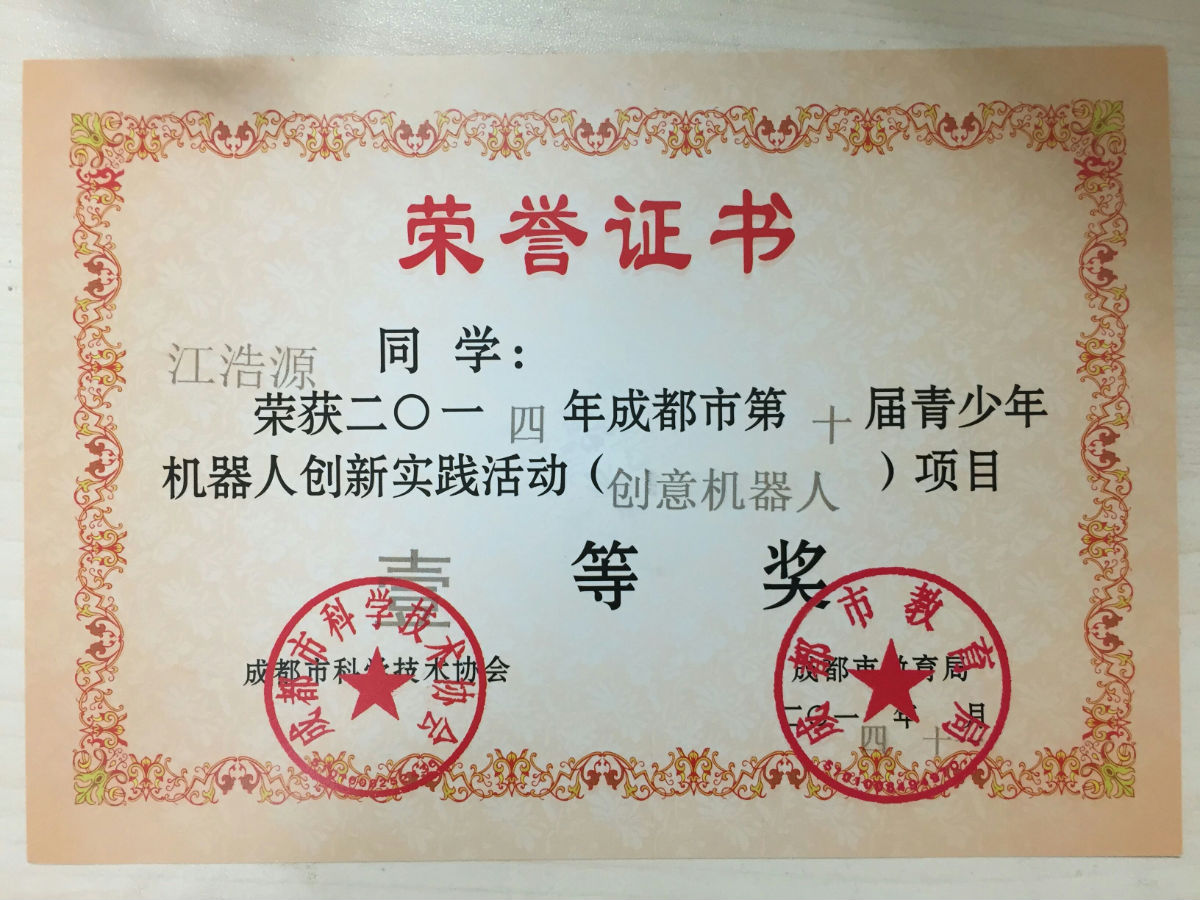 荣誉证书
江浩源 同学：
荣获二〇一四年成都市第十届青少年
机器人创新实践活动（创意机器人）项目
壹等奖
成都市科学技术协会 成都市教育局
二〇一四年十月
成都市科学技术协会
成都市教育局